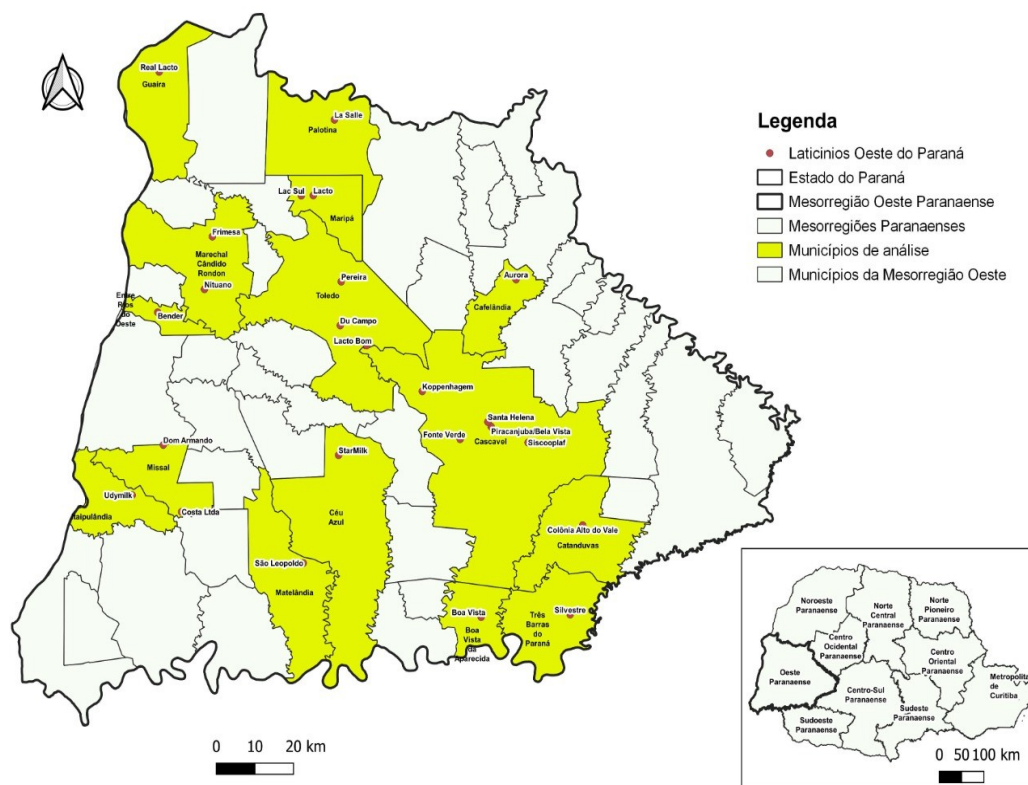 Real Lacto
Guaira
La Salle
Palotina
Lac Sul
Lacto
Maripá
Frimesa
Marechal
Cândido
Rondon
Nituano
Entre
Rios
do
Oeste
Bender
Pereira
Toledo
Du Campo
Lacto Bom
Aurora
Cafelândia
Koppenhagem
Santa Helena
Piracanjuba/Bela Vista
Fonte Verde
Cascavel
Siscooplaf
Dom Armando
Missal
Udymilk
Itaipulândia
Costa Ltda
StarMilk
Céu
Azul
São Leopoldo
Matelândia
Colônia Alto do Vale
Catanduvas
Boa Vista
Boa
Vista
da
Aparecida
Três
Barras
do
Paraná
Silvestre
0 10 20 km
Legenda
Laticinios Oeste do Paraná
Estado do Paraná
Mesorregião Oeste Paranaense
Mesorregiões Paranaenses
Municípios de análise
Municípios da Mesorregião Oeste
Noroeste
Paranaense
Norte
Central
Paranaense
Norte
Pioneiro
Paranaense
Centro
Ocidental
Paranaense
Centro
Oriental
Paranaense
Oeste
Paranaense
Centro-Sul
Paranaense
Sudeste
Paranaense
Metropolita
de
Curitiba
Sudoeste
Paranaense
0 50 100 km